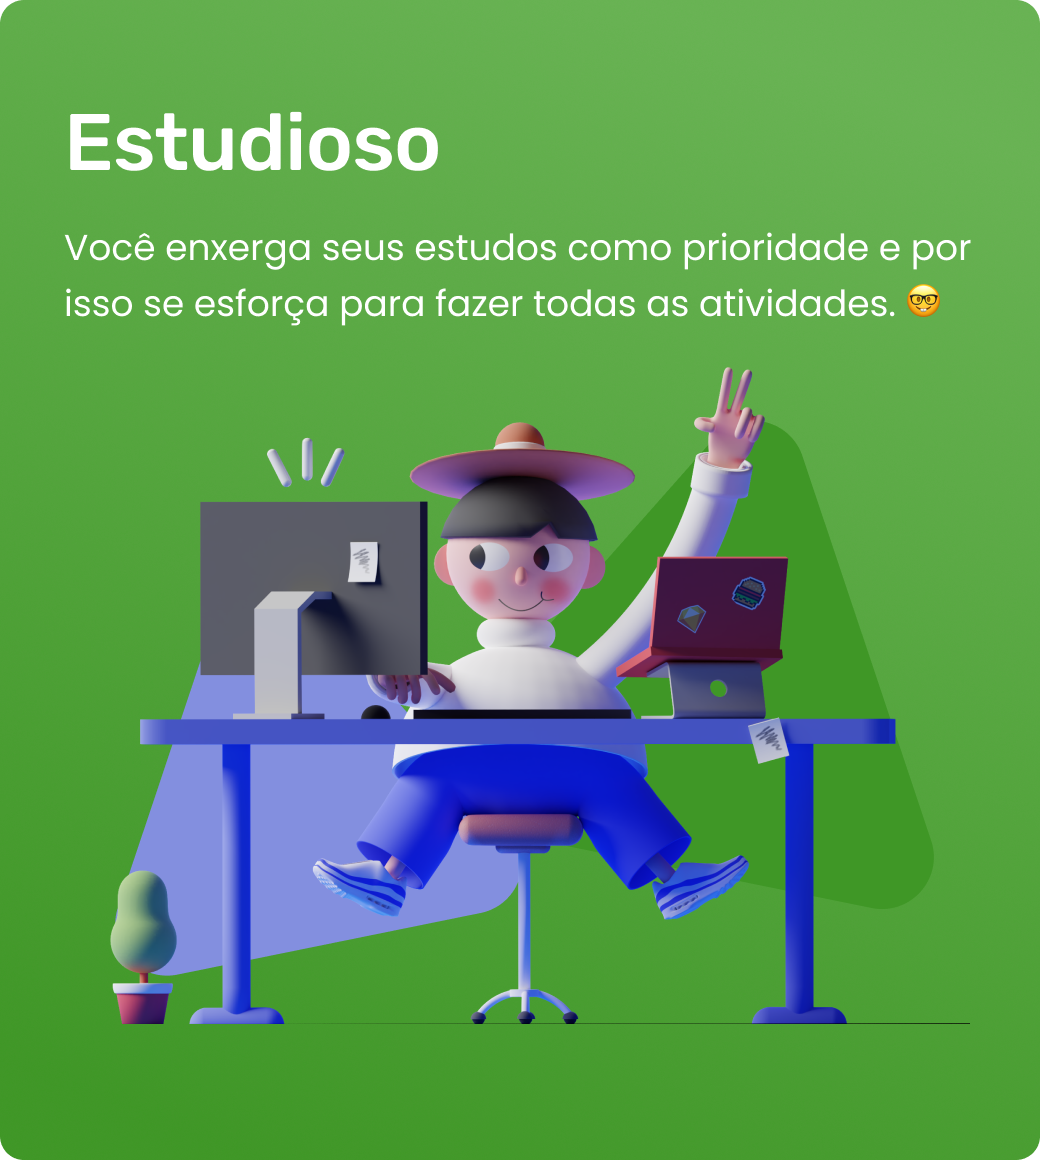 Estudioso
Você enxerga seus estudos como prioridade e por
isso se esforça para fazer todas as atividades. 🤓